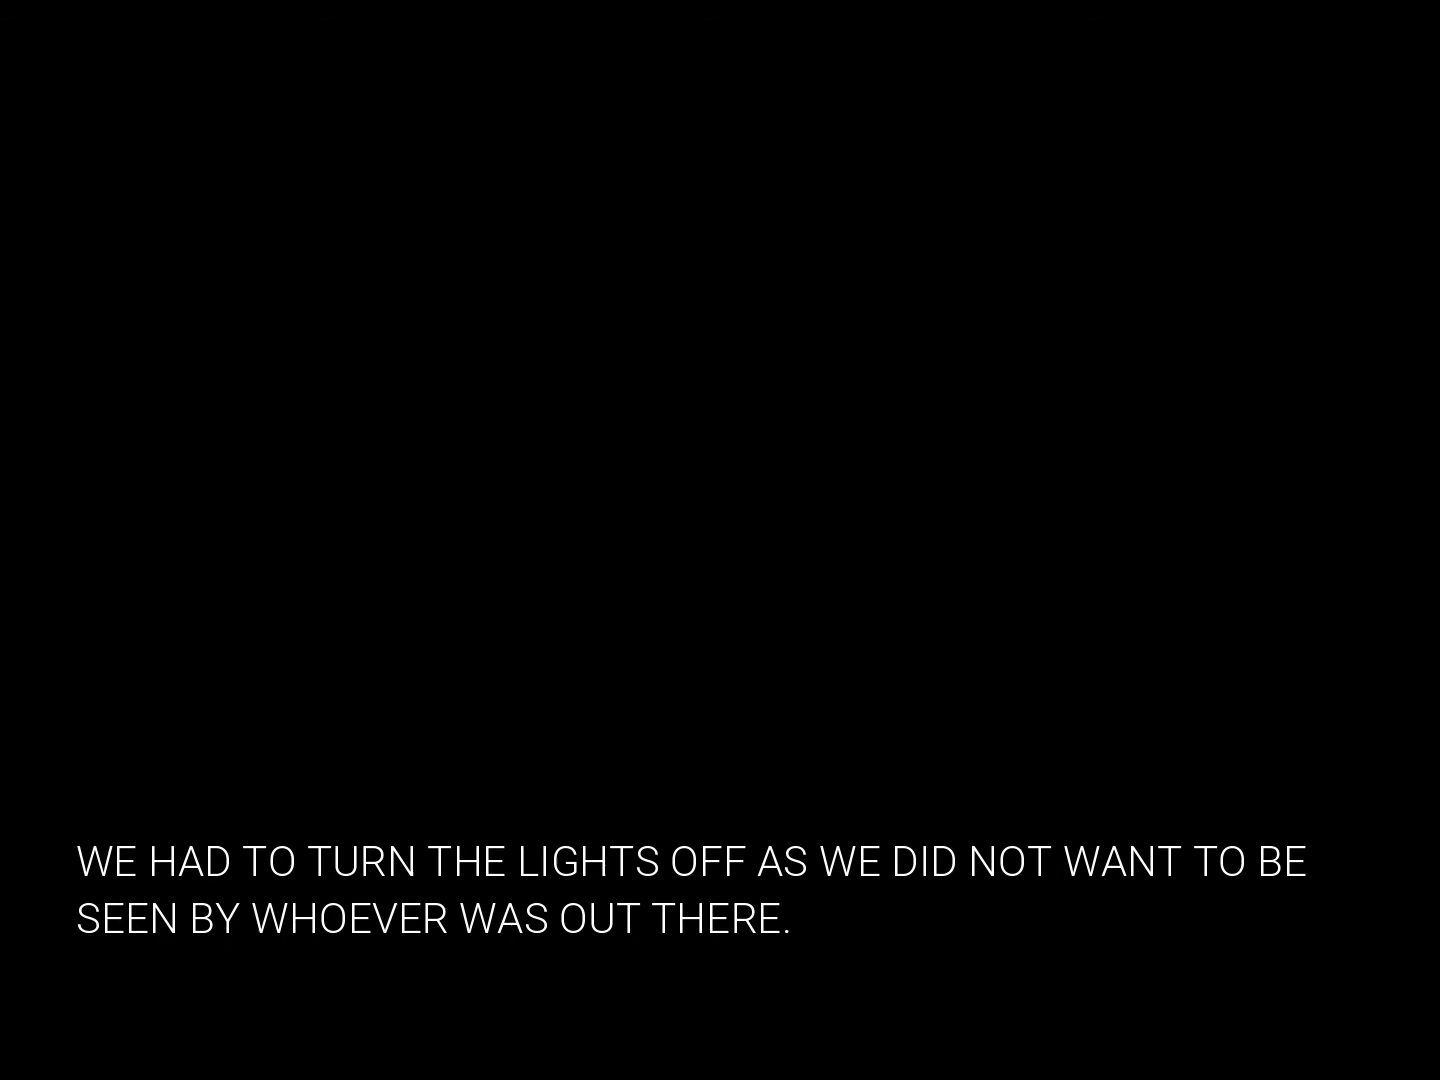 WE HAD TO TURN THE LIGHTS OFF AS WE DID NOT WANT TO BE
SEEN BY WHOEVER WAS OUT THERE.